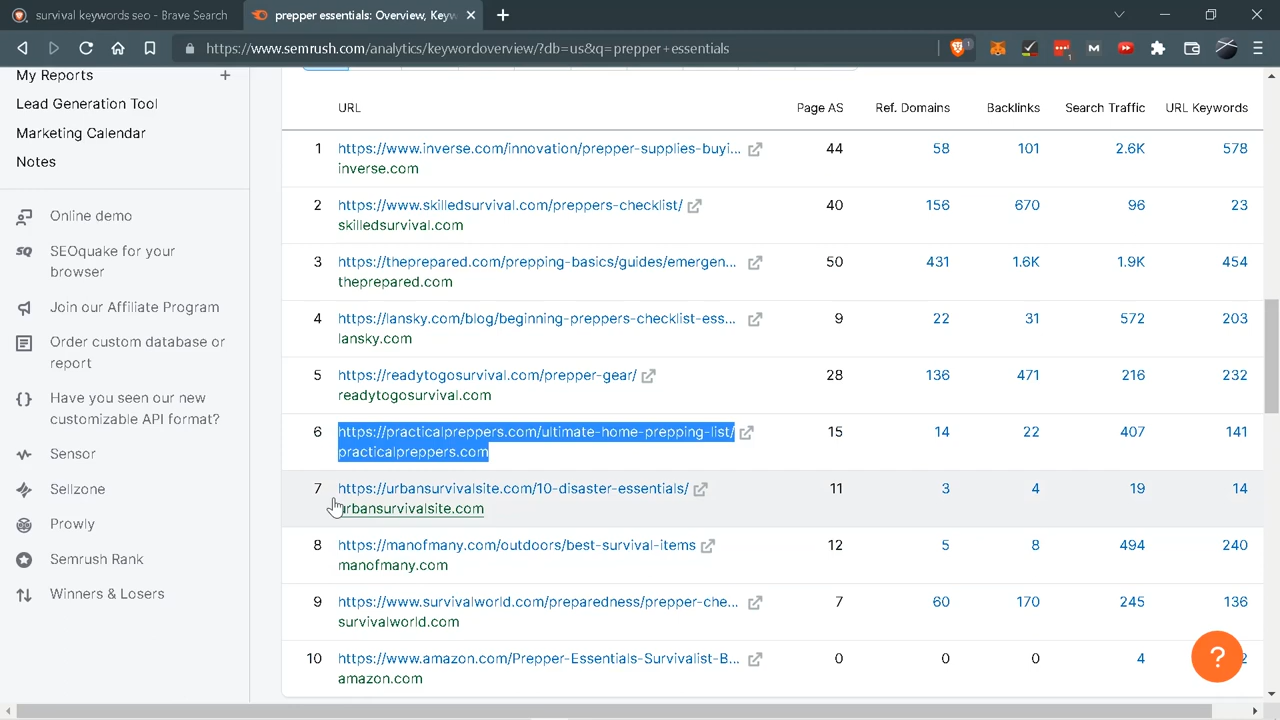 survival keywords seo - Brave Search
prepper essentials: Overview, Keyw
https://www.semrush.com/analytics/keywordoverview/?db=us&q=prepper+essentials
My Reports +
Lead Generation Tool
Marketing Calendar
Notes
Online demo
SQ SEOquake for your
browser
Join our Affiliate Program
Order custom database or
report
Have you seen our new
customizable API format?
Sensor
Sellzone
Prowly
Semrush Rank
Winners & Losers
URL Page AS Ref. Domains Backlinks Search Traffic URL Keywords
1 https://www.inverse.com/innovation/prepper-supplies-buyi... 44 58 101 2.6K 578
inverse.com
2 https://www.skilledsurvival.com/preppers-checklist/ 40 156 670 96 23
skilledsurvival.com
3 https://theprepared.com/prepping-basics/guides/emergen... 50 431 1.6K 1.9K 454
theprepared.com
4 https://lansky.com/blog/beginning-preppers-checklist-ess... 9 22 31 572 203
lansky.com
5 https://readytogosurvival.com/prepper-gear/ 28 136 471 216 232
readytogosurvival.com
6 https://practicalpreppers.com/ultimate-home-prepping-list/ 15 14 22 407 141
practicalpreppers.com
7 https://urbansurvivalsite.com/10-disaster-essentials/ 11 3 4 19 14
urbansurvivalsite.com
8 https://manofmany.com/outdoors/best-survival-items 12 5 8 494 240
manofmany.com
9 https://www.survivalworld.com/preparedness/prepper-che... 7 60 170 245 136
survivalworld.com
10 https://www.amazon.com/Prepper-Essentials-Survivalist-B... 0 0 0 4 2
amazon.com
?